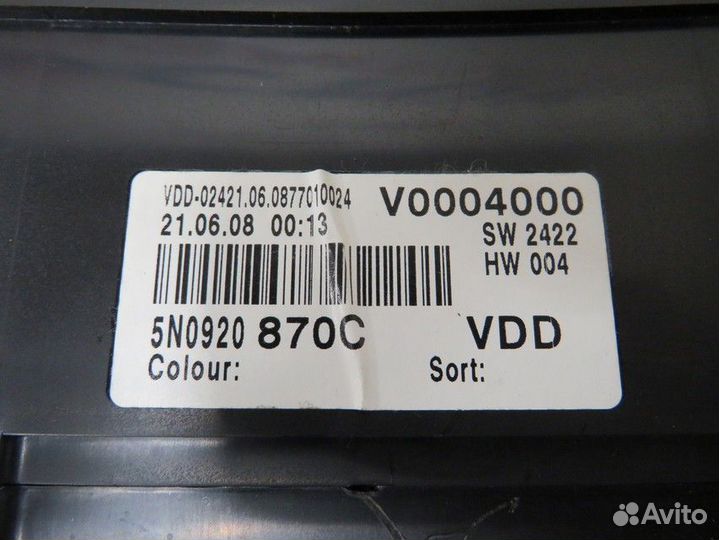 VDD-02421.06.0877010024 V0004000
21.06.08 00:13 SW 2422
HW 004
5N0920 870C VDD
Colour: Sort:
Avito